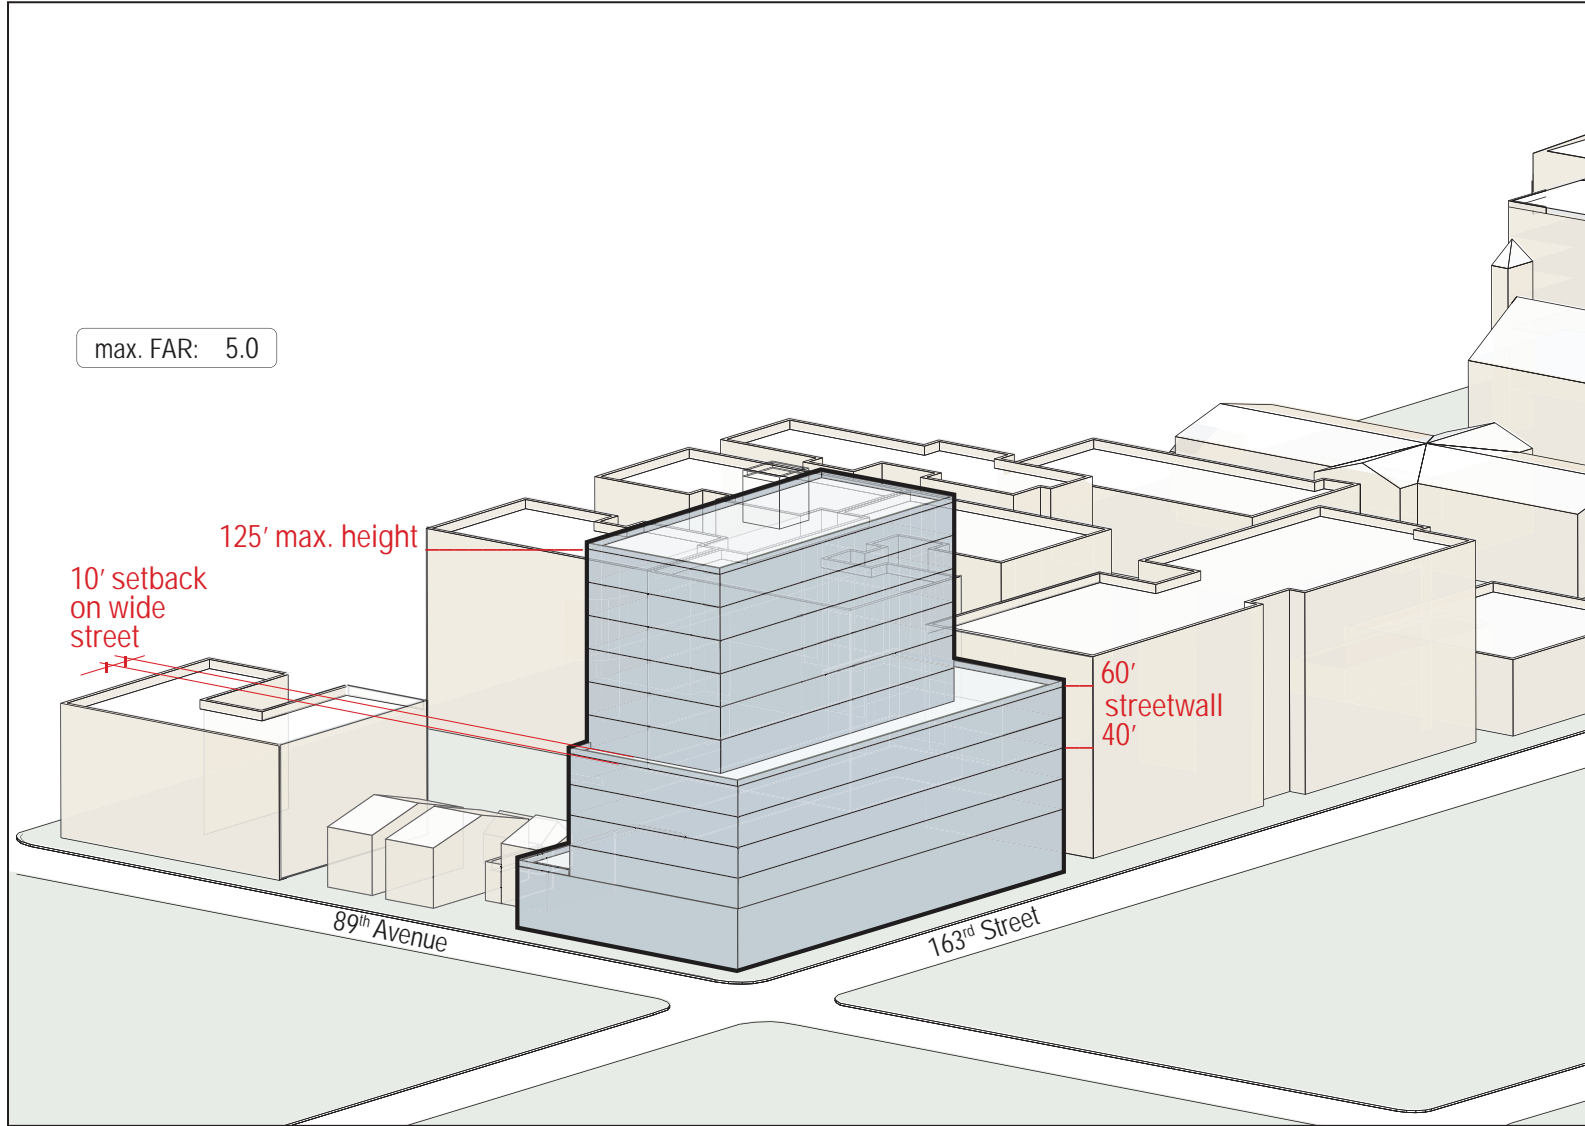 max. FAR: 5.0
125' max. height
10' setback
on wide
street
60'
streetwall
40'
89th Avenue
163rd Street